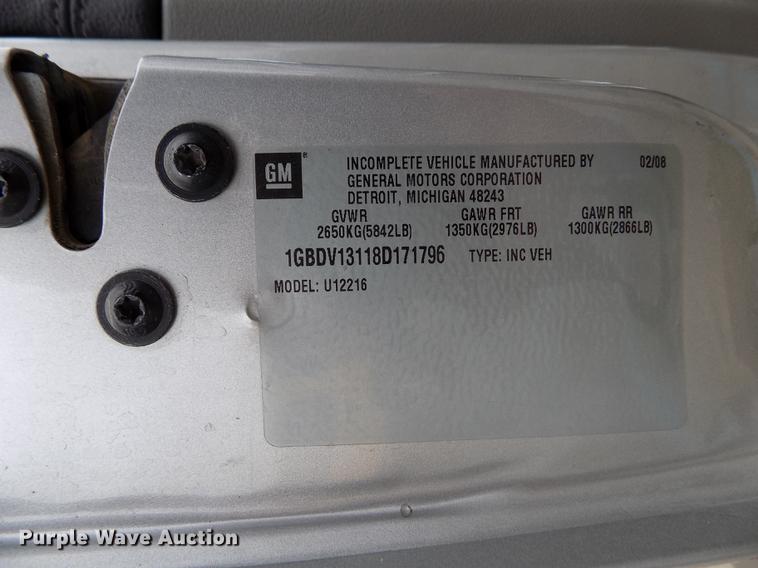 GM ® INCOMPLETE VEHICLE MANUFACTURED BY 02/08
GENERAL MOTORS CORPORATION
DETROIT, MICHIGAN 48243
GVWR GAWR FRT GAWR RR
2650KG(5842LB) 1350KG(2976LB) 1300KG(2866LB)
1GBDV13118D171796 TYPE: INC VEH
MODEL: U12216
Purple Wave Auction